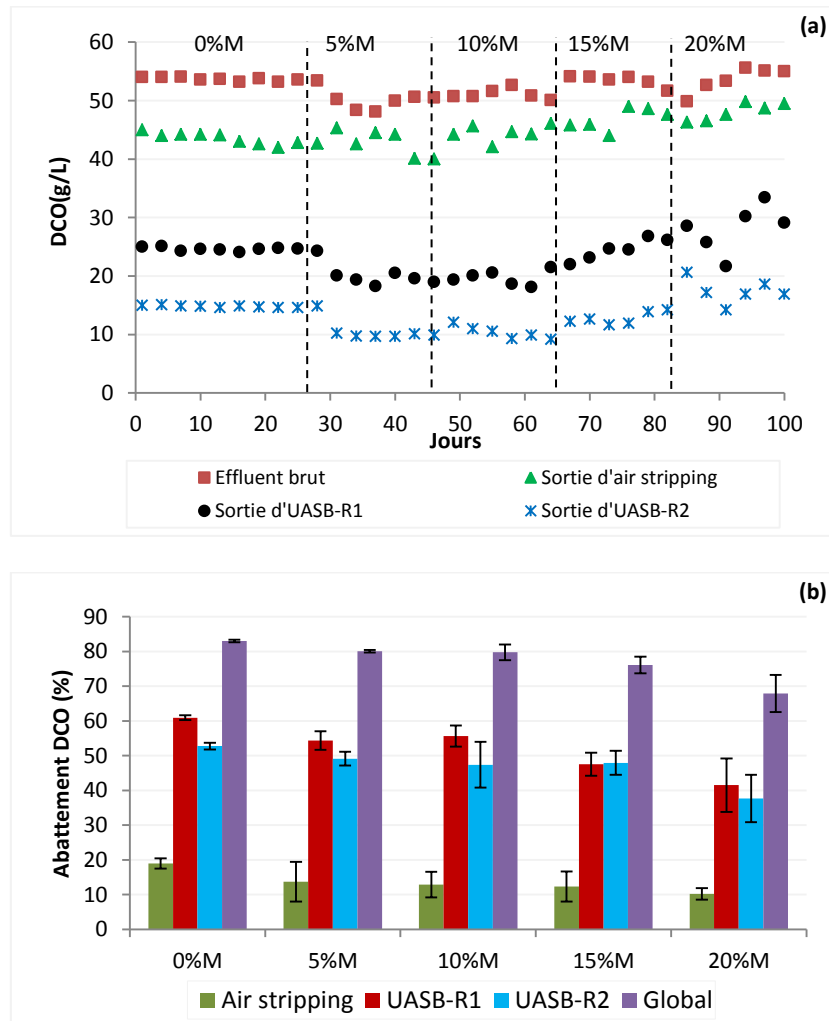 (a)
0%M 5%M 10%M 15%M 20%M
60
50
40
30
20
10
0
DCO(g/L)
0 10 20 30 40 50 60 70 80 90 100
Jours
Effluent brut Sortie d'air stripping
Sortie d'UASB-R1 Sortie d'UASB-R2
(b)
90
80
70
60
50
40
30
20
10
0
Abattement DCO (%)
0%M 5%M 10%M 15%M 20%M
Air stripping UASB-R1 UASB-R2 Global